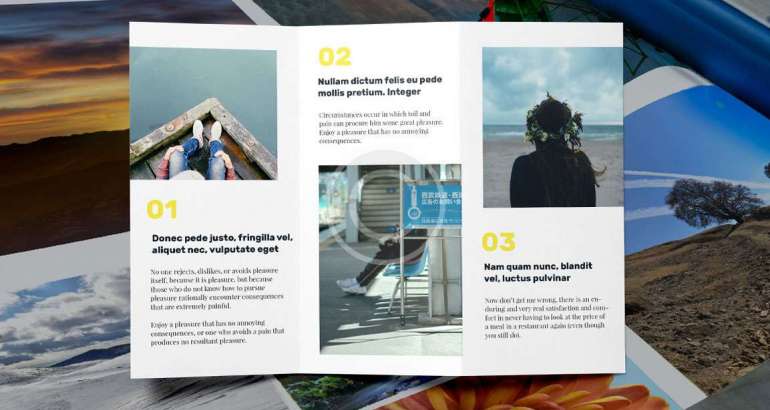 01
Donec pede justo, fringilla vel,
aliquet nec, vulputate eget
No one rejects, dislikes, or avoids pleasure
itself, because it is pleasure, but because
those who do not know how to pursue
pleasure rationally encounter consequences
that are extremely painful.
Enjoy a pleasure that has no annoying
consequences, or one who avoids a pain that
produces no resultant pleasure.
02
Nullam dictum felis eu pede
mollis pretium. Integer
Circumstances occur in which toil and
pain can procure him some great pleasure.
Enjoy a pleasure that has no annoying
consequences.
03
Nam quam nunc, blandit
vel, luctus pulvinar
Now don't get me wrong, there is an en-
during and very real satisfaction and com-
fort in never having to look at the price of
a meal in a restaurant again (even though
you still do).